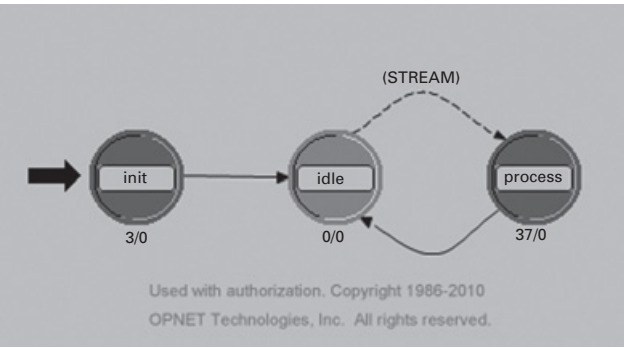 (STREAM)
init
idle
process
3/0
0/0
37/0
Used with authorization. Copyright 1986-2010
OPNET Technologies, Inc. All rights reserved.